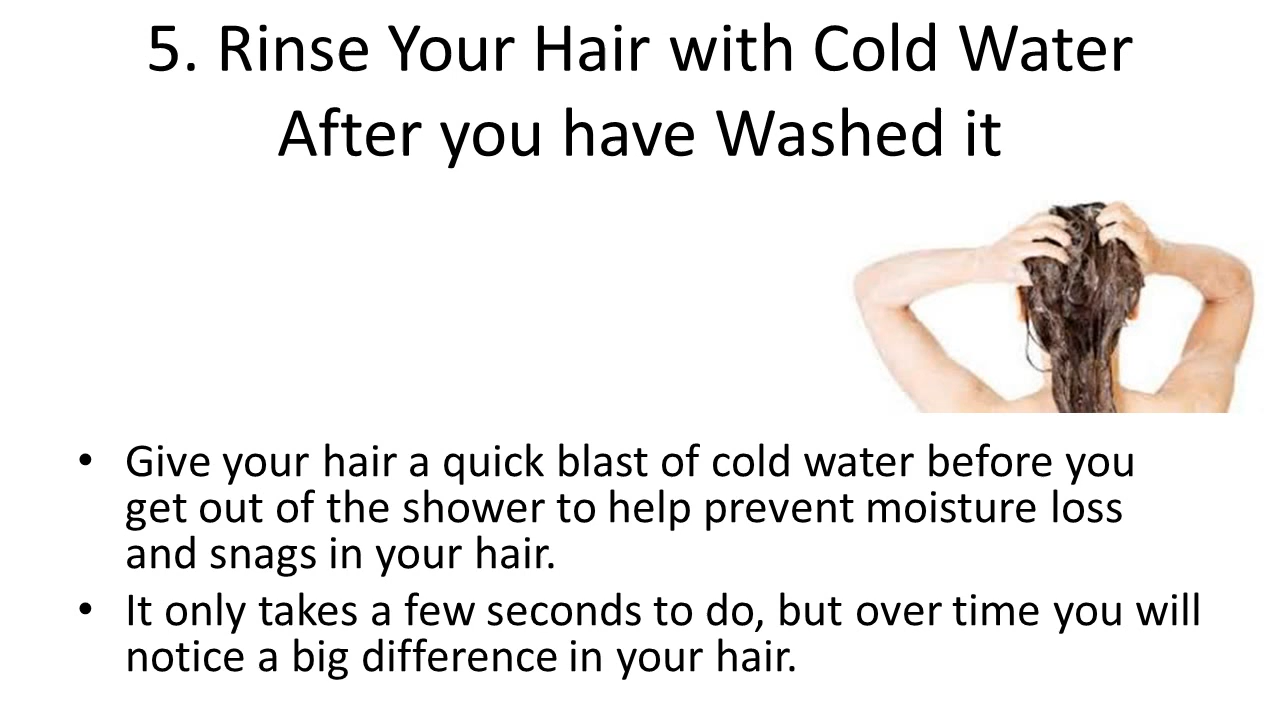 5. Rinse Your Hair with Cold Water
After you have Washed it
• Give your hair a quick blast of cold water before you
get out of the shower to help prevent moisture loss
and snags in your hair.
• It only takes a few seconds to do, but over time you will
notice a big difference in your hair.